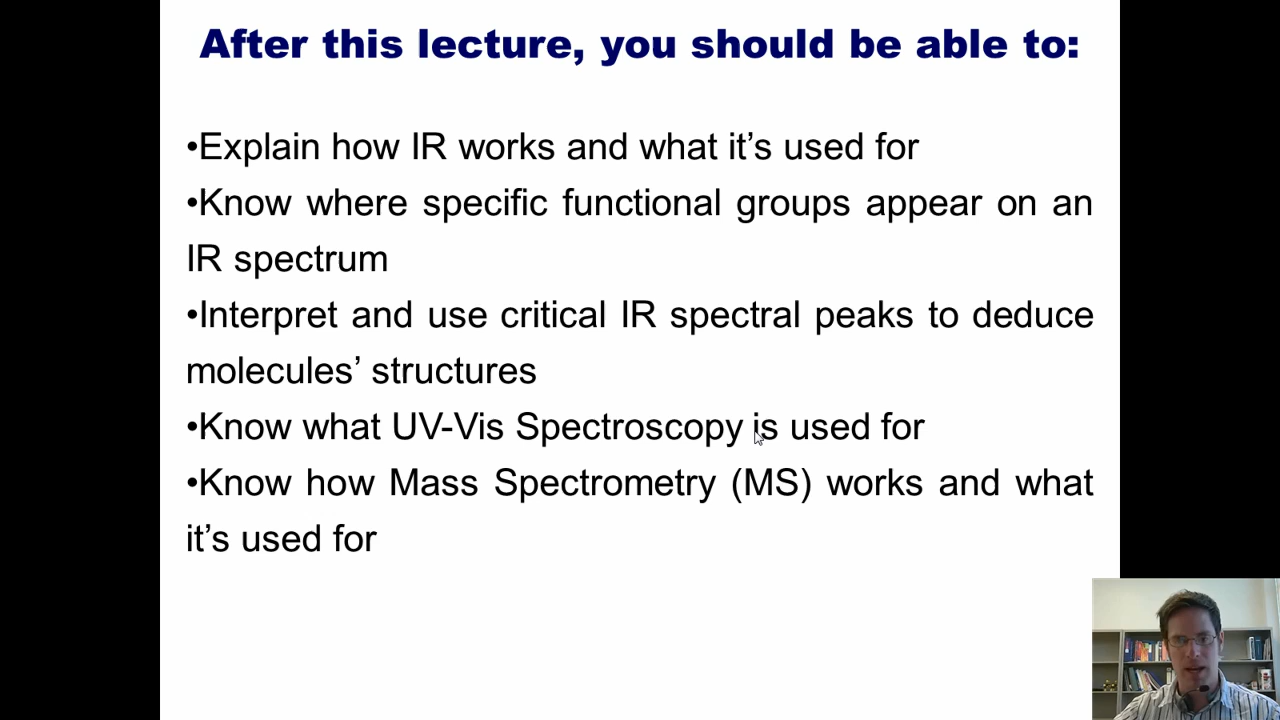 After this lecture, you should be able to:
•Explain how IR works and what it’s used for
•Know where specific functional groups appear on an
IR spectrum
•Interpret and use critical IR spectral peaks to deduce
molecules’ structures
•Know what UV-Vis Spectroscopy is used for
•Know how Mass Spectrometry (MS) works and what
it’s used for